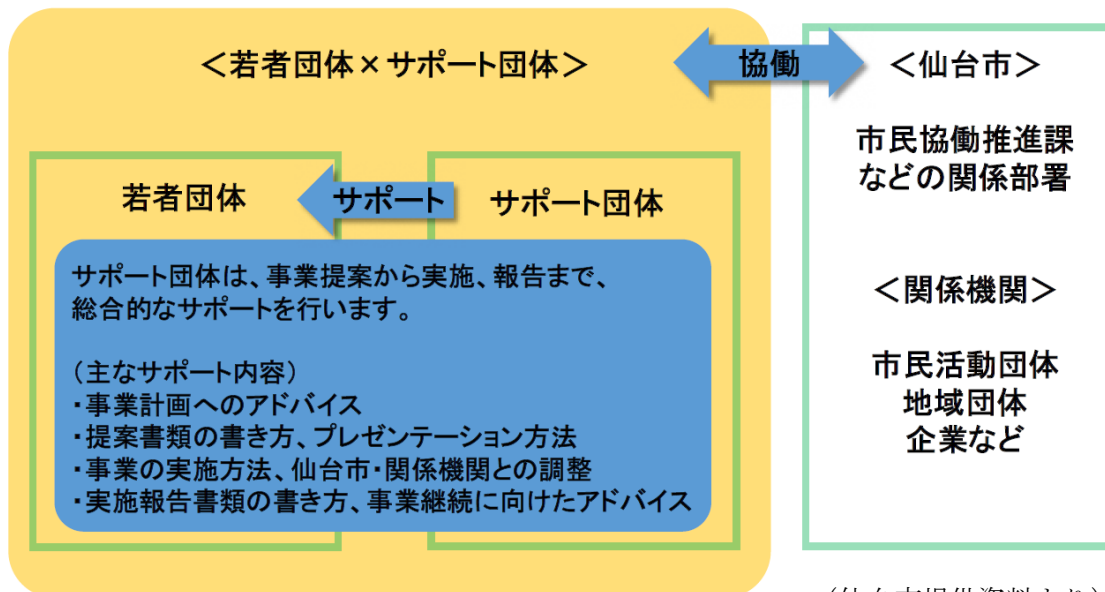 ＜若者団体×サポート団体＞
協働
＜仙台市＞
市民協働推進課
などの関係部署
若者団体
サポート
サポート団体
サポート団体は、事業提案から実施、報告まで、
総合的なサポートを行います。
（主なサポート内容）
・事業計画へのアドバイス
・提案書類の書き方、プレゼンテーション方法
・事業の実施方法、仙台市・関係機関との調整
・実施報告書類の書き方、事業継続に向けたアドバイス
＜関係機関＞
市民活動団体
地域団体
企業など